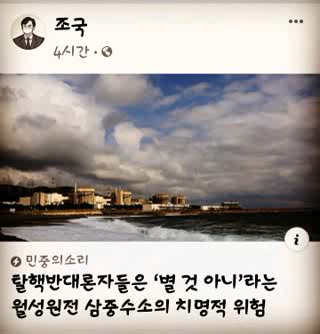 조국
4시간 ·
민중의소리
탈핵반대론자들은 '별 것 아니'라는
월성원전 삼중수소의 치명적 위험